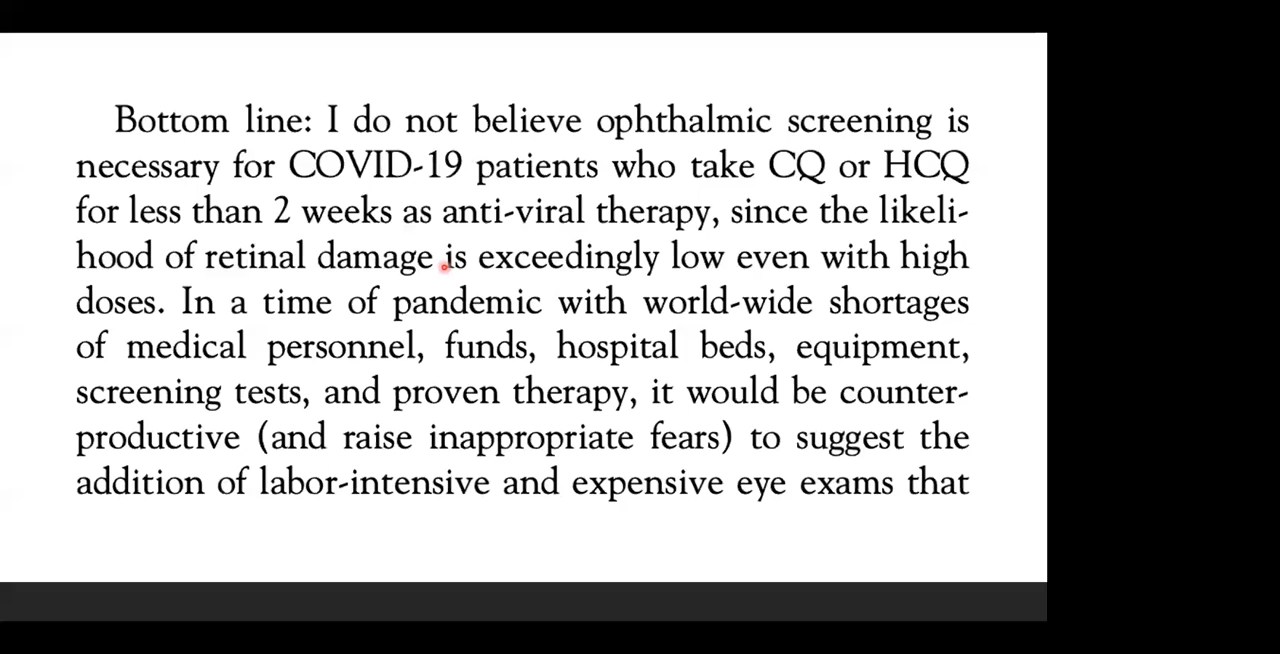 Bottom line: I do not believe ophthalmic screening is
necessary for COVID-19 patients who take CQ or HCQ
for less than 2 weeks as anti-viral therapy, since the likeli-
hood of retinal damage is exceedingly low even with high
doses. In a time of pandemic with world-wide shortages
of medical personnel, funds, hospital beds, equipment,
screening tests, and proven therapy, it would be counter-
productive (and raise inappropriate fears) to suggest the
addition of labor-intensive and expensive eye exams that